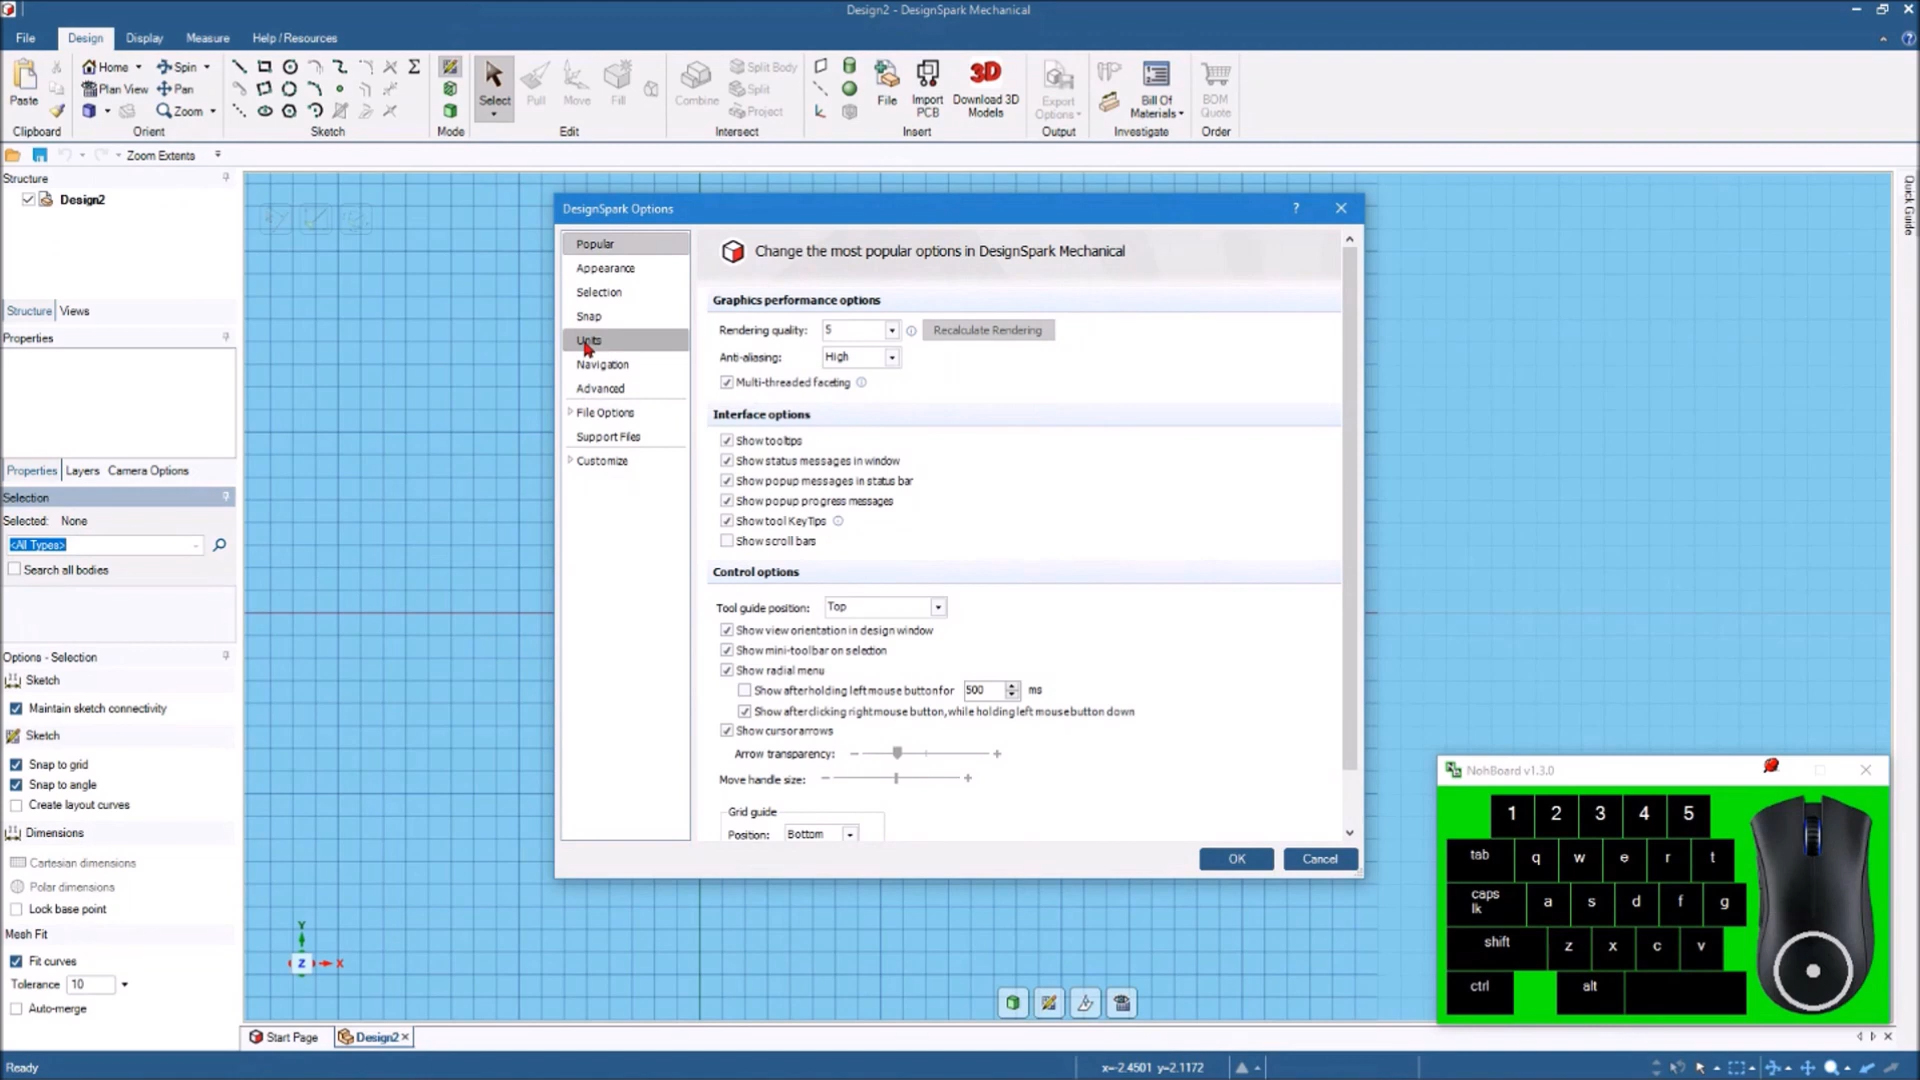 Design2 - DesignSpark Mechanical
File Design Display Measure Help / Resources
Paste
Home Spin
Plan View Pan
Zoom
Select Pull Move Fill
Combine
Split Body
Split
Project
File
Import PCB
Download 3D Models
3D
Export Options
Bill Of Materials
BOM Quote
Clipboard Orient Sketch Mode Edit Intersect Insert Output Investigate Order
Zoom Extents
Structure
Design2
Quick Guide
Structure Views
Properties
Properties Layers Camera Options
Selection
Selected: None
<All Types>
Search all bodies
Options - Selection
Sketch
Maintain sketch connectivity
Sketch
Snap to grid
Snap to angle
Create layout curves
Dimensions
Cartesian dimensions
Polar dimensions
Lock base point
Mesh Fit
Fit curves
Tolerance 10
Auto-merge
DesignSpark Options
?
Popular
Appearance
Selection
Snap
Units
Navigation
Advanced
File Options
Support Files
Customize
Change the most popular options in DesignSpark Mechanical
Graphics performance options
Rendering quality: 5 Recalculate Rendering
Anti-aliasing: High
Multi-threaded faceting
Interface options
Show tooltips
Show status messages in window
Show popup messages in status bar
Show popup progress messages
Show tool KeyTips
Show scroll bars
Control options
Tool guide position: Top
Show view orientation in design window
Show mini-toolbar on selection
Show radial menu
Show after holding left mouse button for 500 ms
Show after clicking right mouse button, while holding left mouse button down
Show cursor arrows
Arrow transparency: - +
Move handle size: - +
Grid guide
Position: Bottom
OK Cancel
Y
Z X
NohBoard v1.3.0
1 2 3 4 5
tab q w e r t
caps lk a s d f g
shift z x c v
ctrl alt
Start Page Design2
Ready
x=-2.4501 y=2.1172